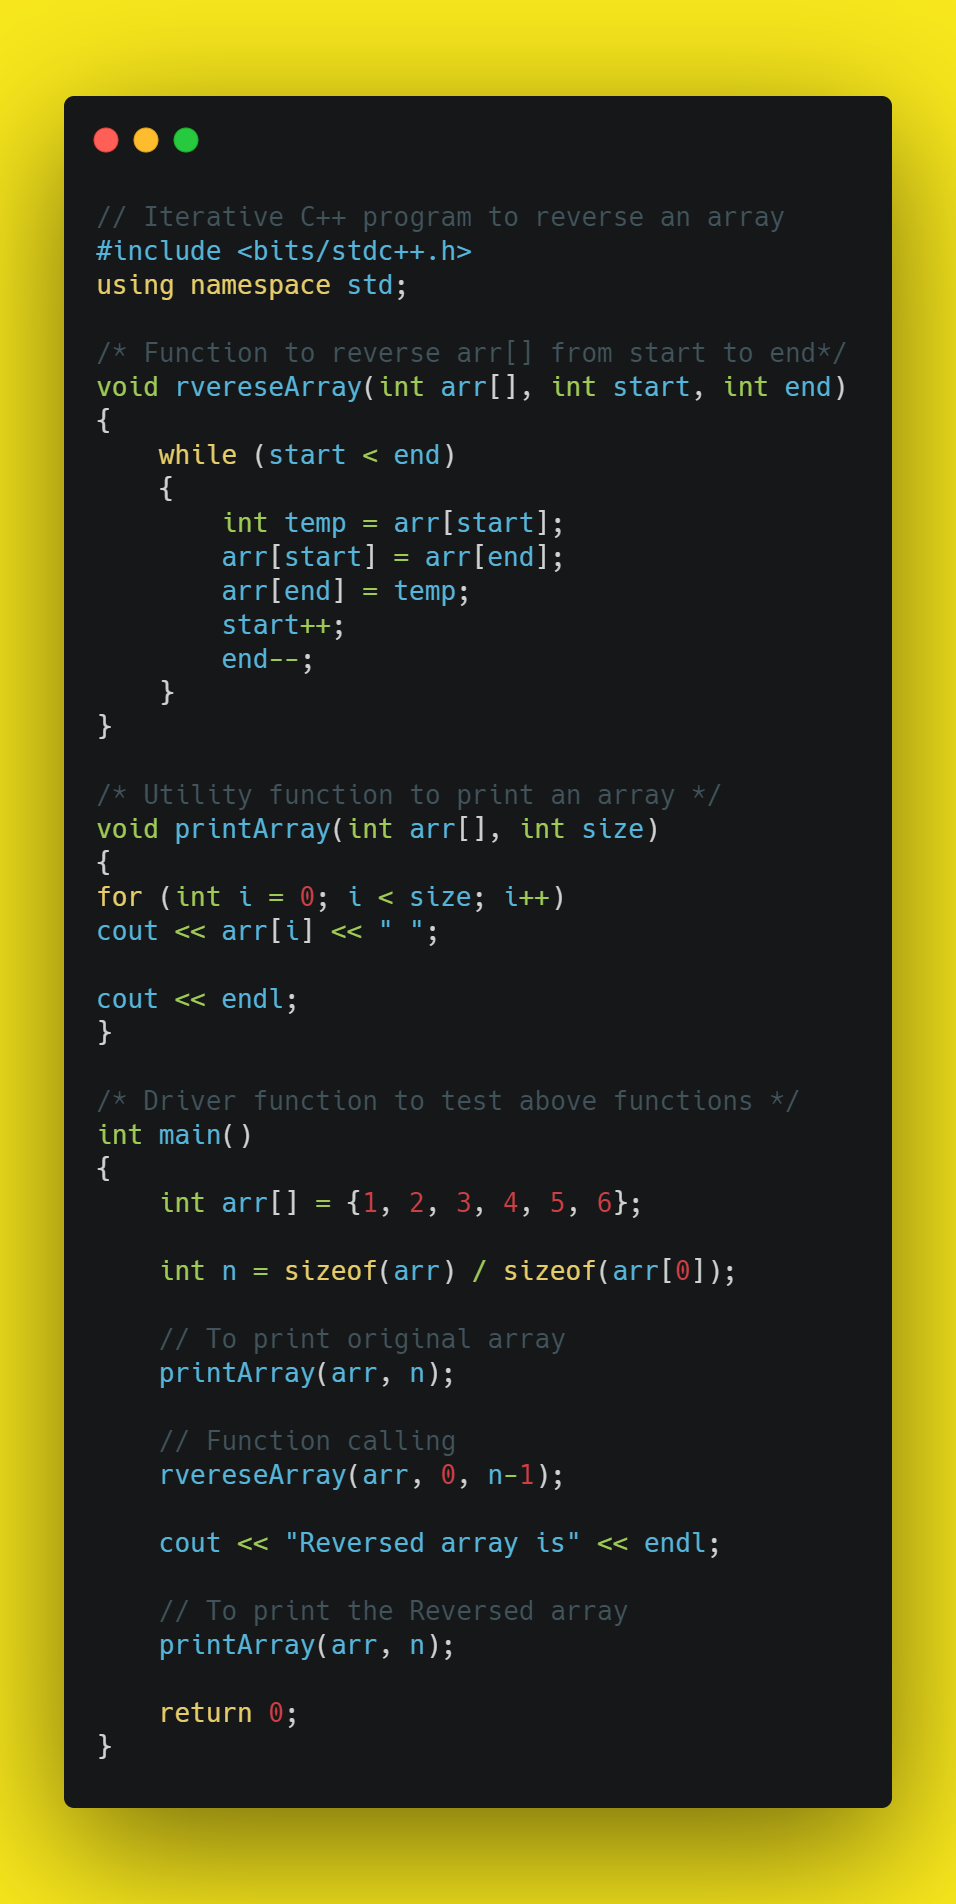 // Iterative C++ program to reverse an array
#include <bits/stdc++.h>
using namespace std;

/* Function to reverse arr[] from start to end*/
void rvereseArray(int arr[], int start, int end)
{
    while (start < end)
    {
        int temp = arr[start];
        arr[start] = arr[end];
        arr[end] = temp;
        start++;
        end--;
    }
}

/* Utility function to print an array */
void printArray(int arr[], int size)
{
for (int i = 0; i < size; i++)
cout << arr[i] << " ";

cout << endl;
}

/* Driver function to test above functions */
int main()
{
    int arr[] = {1, 2, 3, 4, 5, 6};

    int n = sizeof(arr) / sizeof(arr[0]);

    // To print original array
    printArray(arr, n);

    // Function calling
    rvereseArray(arr, 0, n-1);

    cout << "Reversed array is" << endl;

    // To print the Reversed array
    printArray(arr, n);

    return 0;
}